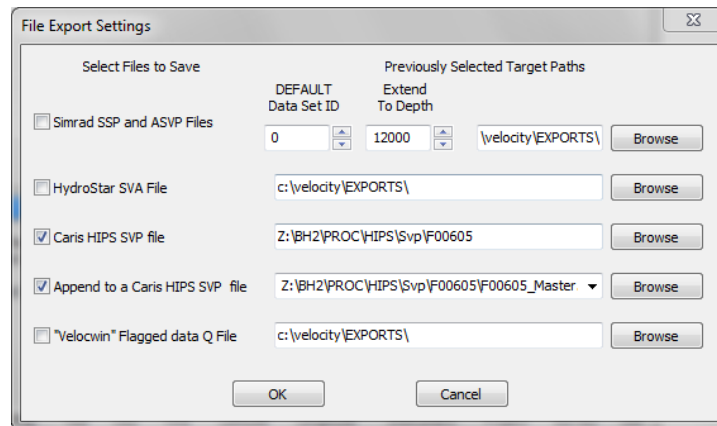 File Export Settings
Select Files to Save
Previously Selected Target Paths
DEFAULT
Data Set ID
Extend
To Depth
Simrad SSP and ASVP Files
0
12000
\velocity\EXPORTS\
Browse
HydroStar SVA File
c:\velocity\EXPORTS\
Browse
Caris HIPS SVP file
Z:\BH2\PROC\HIPS\Svp\F00605
Browse
Append to a Caris HIPS SVP file
Z:\BH2\PROC\HIPS\Svp\F00605\F00605_Master
Browse
"Velocwin" Flagged data Q File
c:\velocity\EXPORTS\
Browse
OK
Cancel